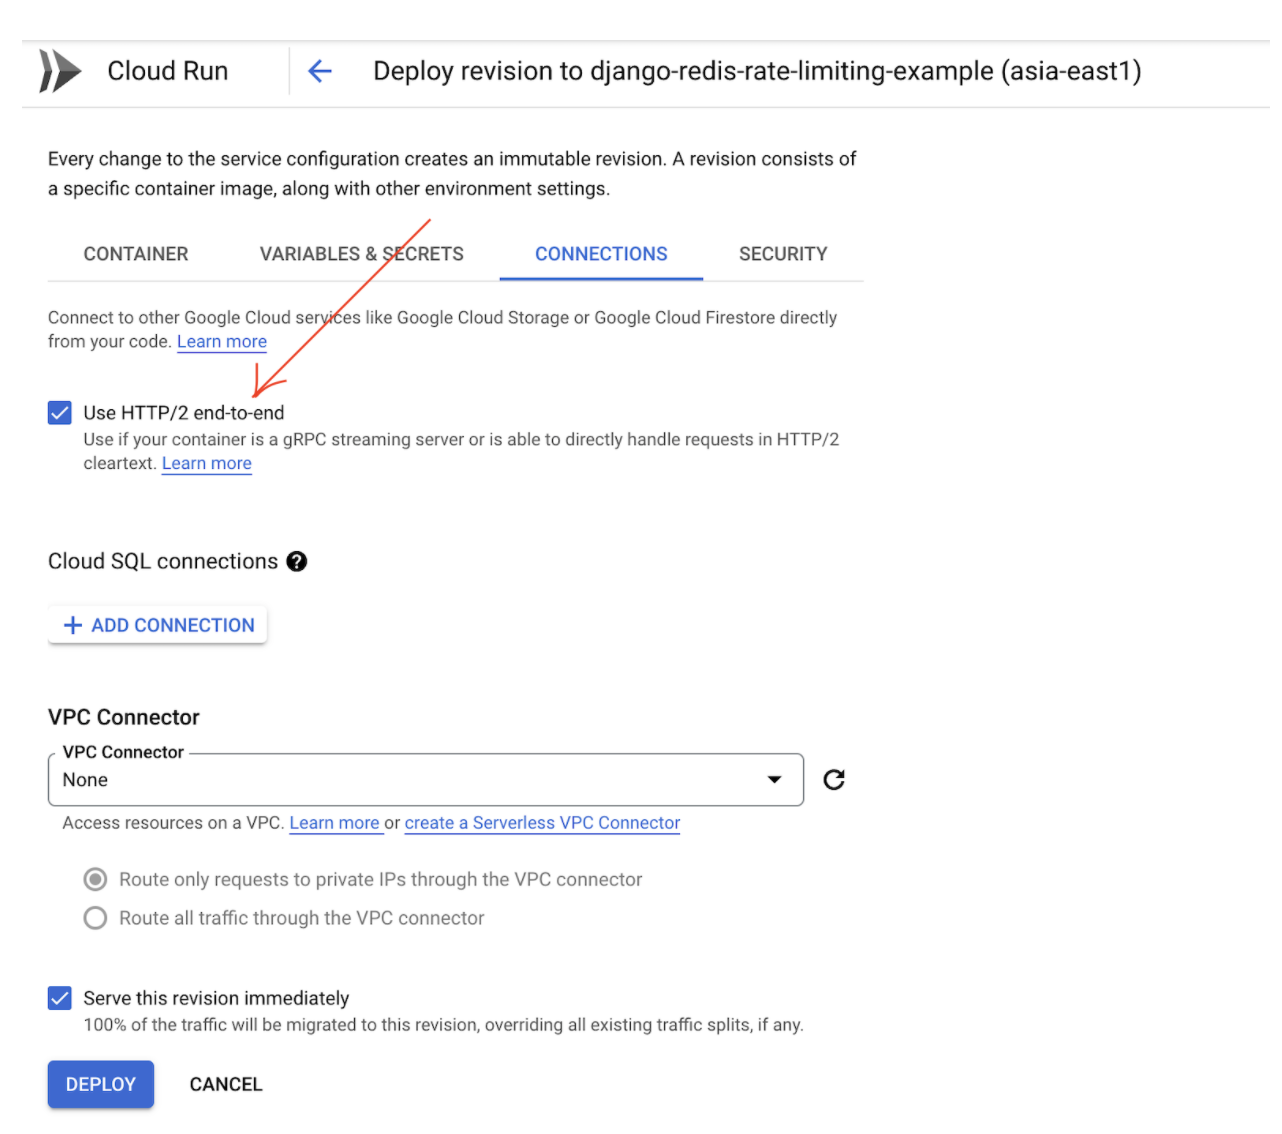 Cloud Run
Deploy revision to django-redis-rate-limiting-example (asia-east1)
Every change to the service configuration creates an immutable revision. A revision consists of
a specific container image, along with other environment settings.
CONTAINER
VARIABLES & SECRETS
CONNECTIONS
SECURITY
Connect to other Google Cloud services like Google Cloud Storage or Google Cloud Firestore directly
from your code. Learn more
Use HTTP/2 end-to-end
Use if your container is a gRPC streaming server or is able to directly handle requests in HTTP/2
cleartext. Learn more
Cloud SQL connections ?
+ ADD CONNECTION
VPC Connector
VPC Connector
None
Access resources on a VPC. Learn more or create a Serverless VPC Connector
Route only requests to private IPs through the VPC connector
Route all traffic through the VPC connector
Serve this revision immediately
100% of the traffic will be migrated to this revision, overriding all existing traffic splits, if any.
DEPLOY
CANCEL